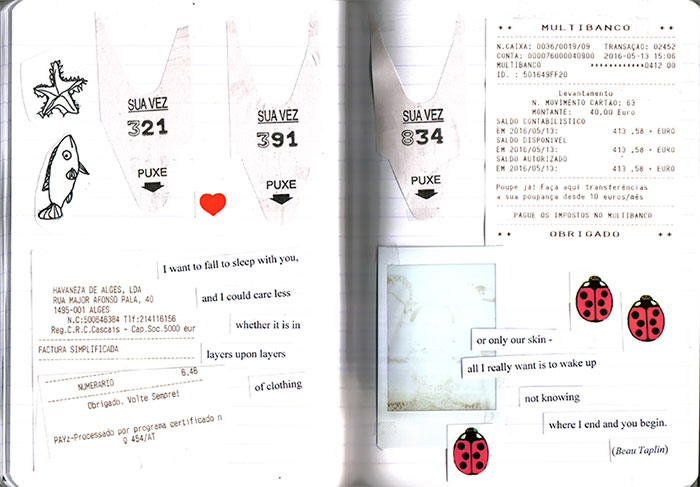 SUA VEZ
321
PUXE
SUA VEZ
391
PUXE
HAVANEZA DE ALGES, LDA
RUA MAJOR AFONSO PALA, 40
1495-001 ALGES
N.C:500846384 Tlf:214116156
Reg.C.R.C.Cascais - Cap.Soc.5000 eur
FACTURA SIMPLIFICADA
NUMERARIO 6,46
Obrigado. Volte Sempre!
PAYz-Processado por programa certificado n
g 454/AT
I want to fall to sleep with you,
and I could care less
whether it is in
layers upon layers
of clothing
SUA VEZ
834
PUXE
** MULTIBANCO **
N.CAIXA: 0036/0019/09 TRANSAÇAO: 02452
CONTA: 000076000040900 2016-05-13 15:06
MULTIBANCO ************0412 00
ID. : 501649FF20
Levantamento
N. MOVIMENTO CARTAO: 63
MONTANTE: 40,00 Euro
SALDO CONTABILISTICO
EM 2016/05/13: 413 ,58 + EURO
SALDO DISPONIVEL
EM 2016/05/13: 413 ,58 + EURO
SALDO AUTORIZADO
EM 2016/05/13: 413 ,58 + EURO
Poupe já! Faça aqui transferências
a sua poupança desde 10 euros/mês
PAGUE OS IMPOSTOS NO MULTIBANCO
** OBRIGADO **
or only our skin -
all I really want is to wake up
not knowing
where I end and you begin.
(Beau Taplin)